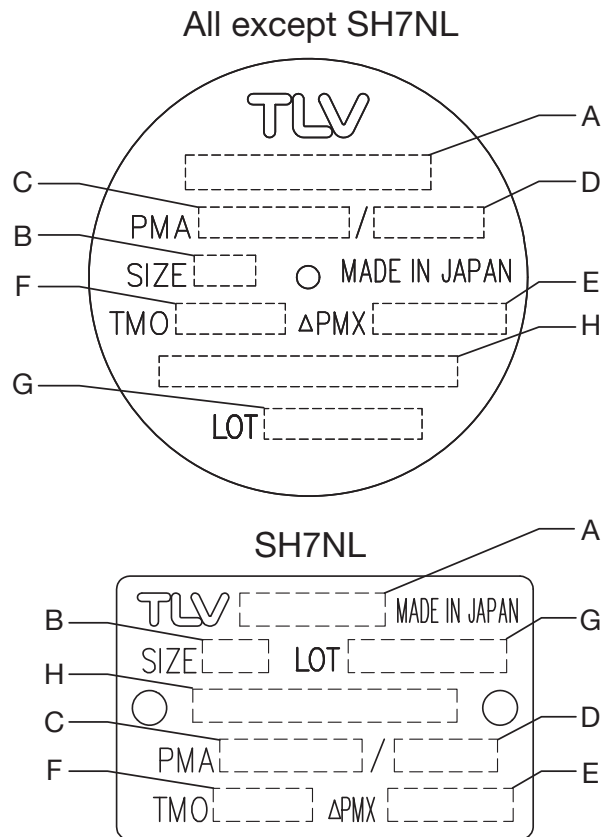 All except SH7NL
TLV
A
C
PMA / D
B
SIZE MADE IN JAPAN
F
TMO ΔPMX E
H
G
LOT
SH7NL
A
TLV MADE IN JAPAN
B
SIZE LOT G
H
C
PMA / D
F
TMO ΔPMX E